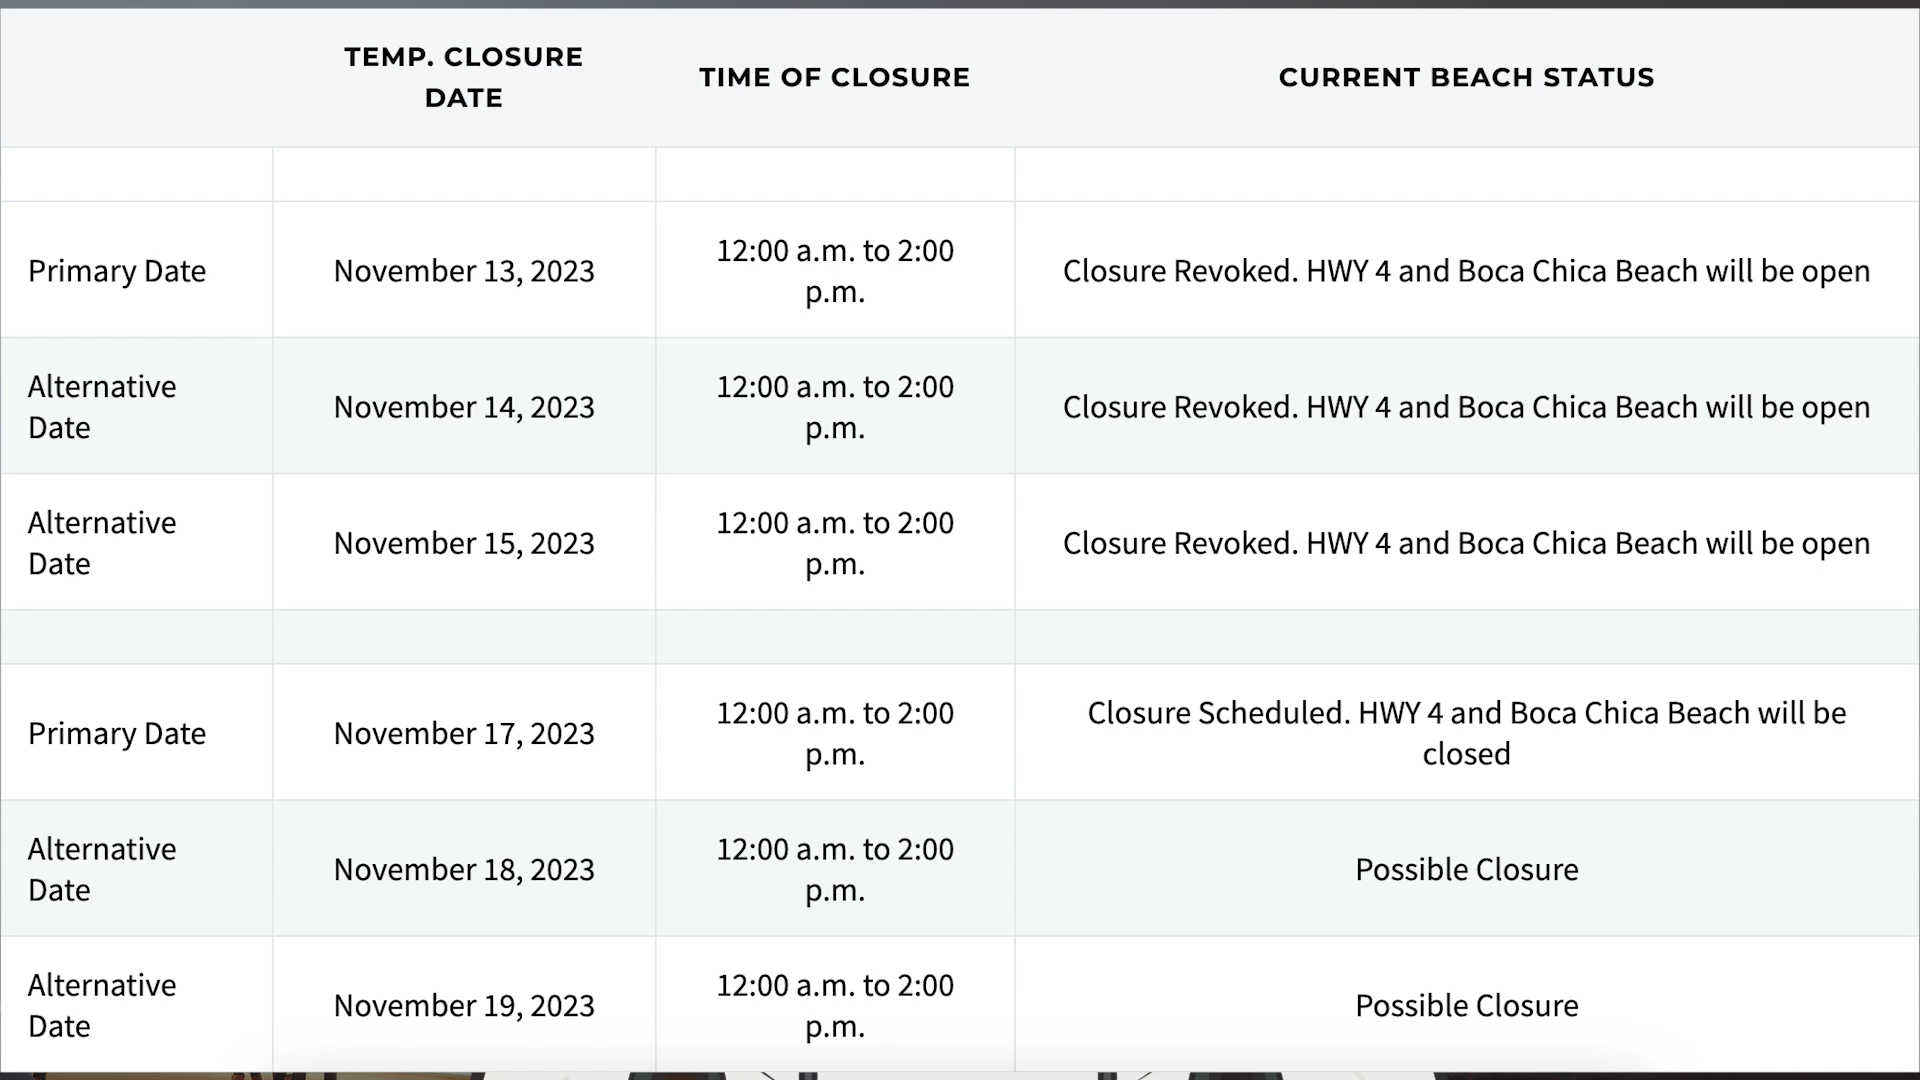 TEMP. CLOSURE
DATE
TIME OF CLOSURE
CURRENT BEACH STATUS
Primary Date
November 13, 2023
12:00 a.m. to 2:00
p.m.
Closure Revoked. HWY 4 and Boca Chica Beach will be open
Alternative
Date
November 14, 2023
12:00 a.m. to 2:00
p.m.
Closure Revoked. HWY 4 and Boca Chica Beach will be open
Alternative
Date
November 15, 2023
12:00 a.m. to 2:00
p.m.
Closure Revoked. HWY 4 and Boca Chica Beach will be open
Primary Date
November 17, 2023
12:00 a.m. to 2:00
p.m.
Closure Scheduled. HWY 4 and Boca Chica Beach will be
closed
Alternative
Date
November 18, 2023
12:00 a.m. to 2:00
p.m.
Possible Closure
Alternative
Date
November 19, 2023
12:00 a.m. to 2:00
p.m.
Possible Closure